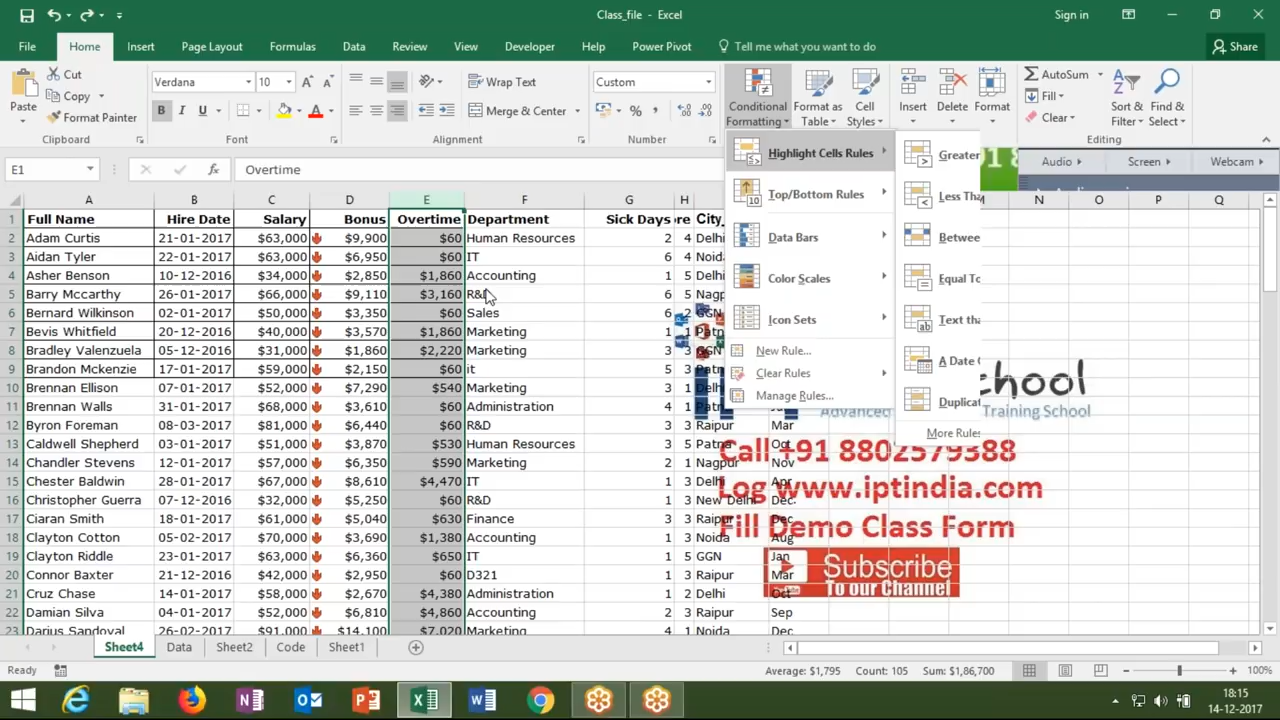 Class_file - Excel
Sign in
File Home Insert Page Layout Formulas Data Review View Developer Help Power Pivot Tell me what you want to do Share
Cut
Copy
Format Painter
Paste
Clipboard
Verdana 10
B I U
Font
Wrap Text
Merge & Center
Alignment
Custom
Number
Conditional Formatting
Format as Table
Cell Styles
Insert
Delete
Format
AutoSum
Fill
Clear
Sort & Filter
Find & Select
Editing
Highlight Cells Rules
Top/Bottom Rules
Data Bars
Color Scales
Icon Sets
New Rule...
Clear Rules
Manage Rules...
Greater
Less Tha
Betwee
Equal To
Text tha
A Date
Duplicat
More Rules
Audio Screen Webcam
E1 Overtime
A B C D E F G H N O P Q
1 Full Name Hire Date Salary Bonus Overtime Department Sick Days ore City
2 Adam Curtis 21-01-2017 $63,000 $9,900 $60 Human Resources 2 4 Delhi
3 Aidan Tyler 22-01-2017 $63,000 $6,950 $60 IT 6 4 Noida
4 Asher Benson 10-12-2016 $34,000 $2,850 $1,860 Accounting 1 5 Delhi
5 Barry Mccarthy 26-01-2017 $66,000 $9,110 $3,160 R&D 6 5 Nagp
6 Bernard Wilkinson 02-01-2017 $50,000 $3,350 $60 Sales 6 2 GGN
7 Bevis Whitfield 20-12-2016 $40,000 $3,570 $1,860 Marketing 1 1 Patna
8 Bradley Valenzuela 05-12-2016 $31,000 $1,860 $2,220 Marketing 3 3 GGN
9 Brandon Mckenzie 17-01-2017 $59,000 $2,150 $60 it 5 3 Patn
10 Brennan Ellison 07-01-2017 $52,000 $7,290 $540 Marketing 3 1 Delhi
11 Brennan Walls 31-01-2017 $68,000 $3,610 $60 Administration 4 1 Patna
12 Byron Foreman 08-03-2017 $81,000 $6,440 $60 R&D 3 3 Raipur Mar
13 Caldwell Shepherd 03-01-2017 $51,000 $3,870 $530 Human Resources 3 5 Patna Oct
14 Chandler Stevens 12-01-2017 $57,000 $6,350 $590 Marketing 2 1 Nagpur Nov
15 Chester Baldwin 28-01-2017 $67,000 $8,610 $4,470 IT 1 3 Delhi Apr
16 Christopher Guerra 07-12-2016 $32,000 $5,250 $60 R&D 1 3 New Delhi Dec
17 Ciaran Smith 18-01-2017 $61,000 $5,040 $630 Finance 3 3 Raipur Dec
18 Clayton Cotton 05-02-2017 $70,000 $3,690 $1,380 Accounting 1 3 Noida Aug
19 Clayton Riddle 23-01-2017 $63,000 $6,360 $650 IT 1 5 GGN Jan
20 Connor Baxter 21-12-2016 $42,000 $2,950 $60 D321 1 3 Raipur Mar
21 Cruz Chase 14-01-2017 $58,000 $2,670 $4,380 Administration 1 2 Delhi Oct
22 Damian Silva 04-01-2017 $52,000 $6,810 $4,860 Accounting 2 3 Raipur Sep
23 Darius Sandoval 26-02-2017 $91,000 $14,100 $7,020 Marketing 4 1 Noida Dec
chool
Advanced Training School
Call +91 8802579388
Log www.iptindia.com
Fill Demo Class Form
Subscribe
To our Channel
Sheet4 Data Sheet2 Code Sheet1
Ready
Average: $1,795 Count: 105 Sum: $1,86,700
100%
18:15
14-12-2017